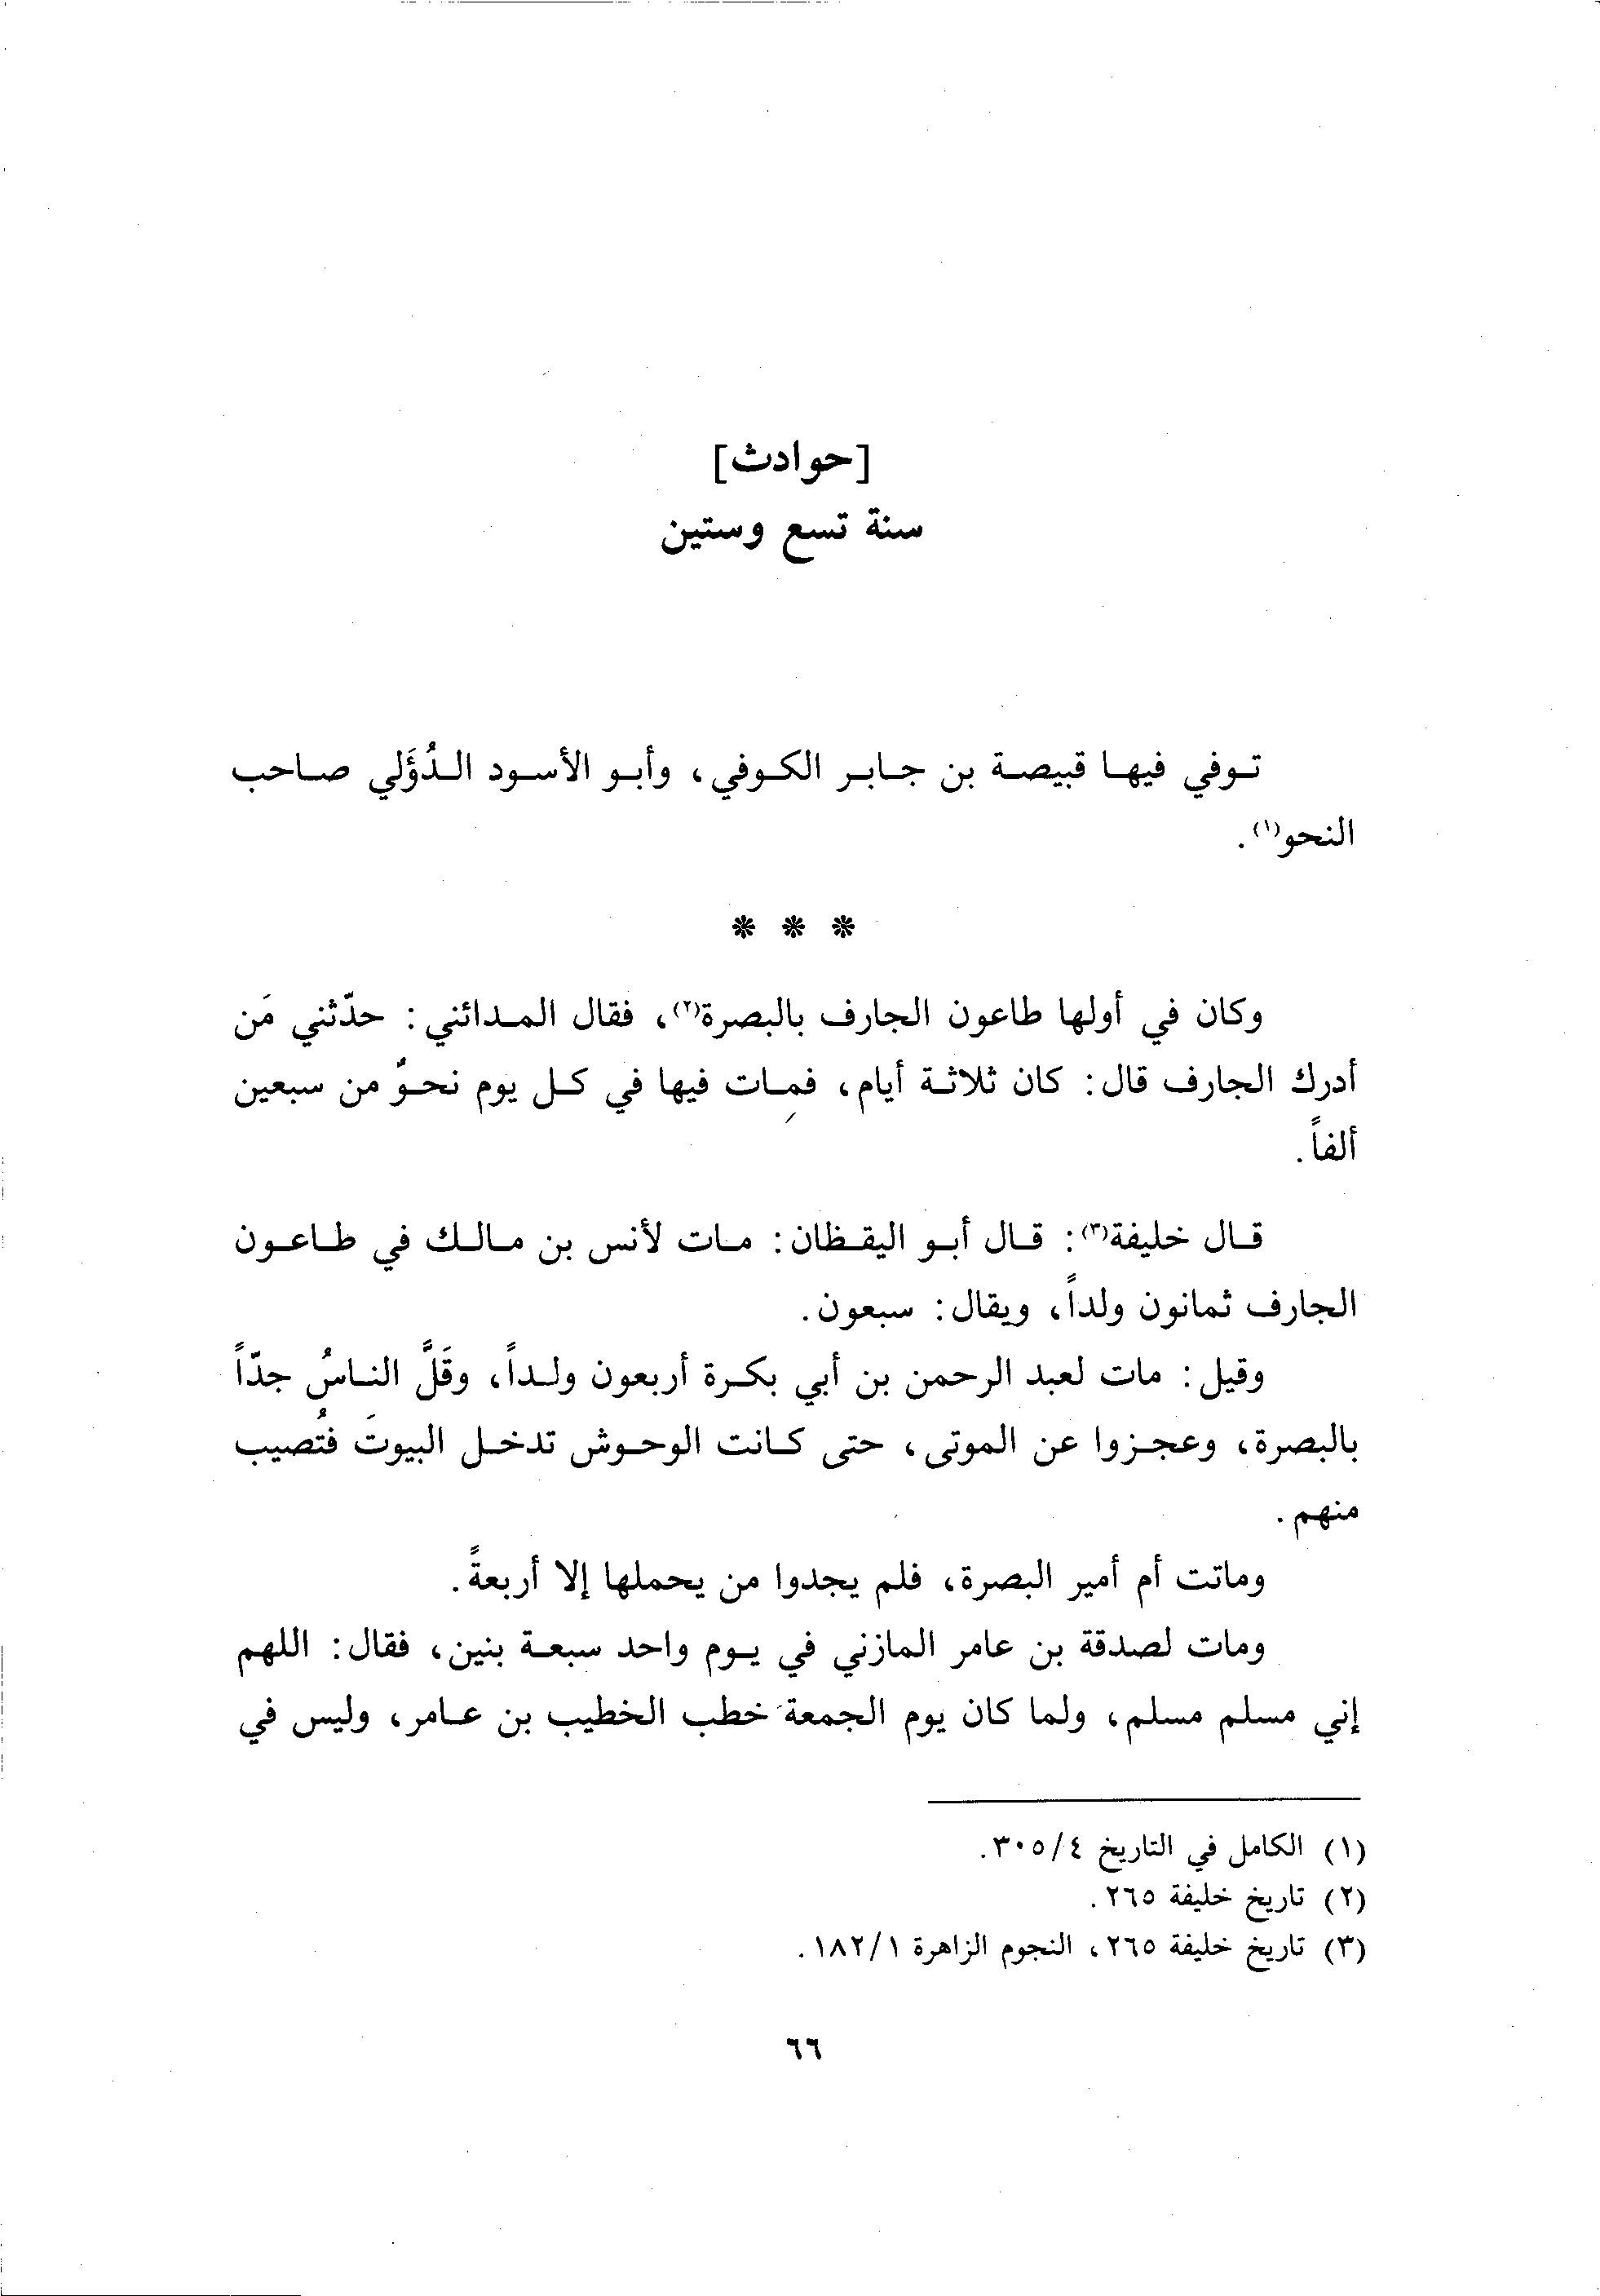 [حوادث]
سنة تسع وستين
توفي فيها قبيصة بن جابر الكوفي، وأبو الأسود الدُؤَلي صاحب
النحو(١).
* * *
وكان في أولها طاعون الجارف بالبصرة(٢)، فقال المدائني: حدّثني مَن
أدرك الجارف قال: كان ثلاثة أيام، فمات فيها في كل يوم نحوٌ من سبعين
ألفاً.
قال خليفة(٣): قال أبو اليقظان: مات لأنس بن مالك في طاعون
الجارف ثمانون ولداً، ويقال: سبعون.
وقيل: مات لعبد الرحمن بن أبي بكرة أربعون ولداً، وقَلَّ الناسُ جدّاً
بالبصرة، وعجزوا عن الموتى، حتى كانت الوحوش تدخل البيوتَ فتُصيب
منهم.
وماتت أم أمير البصرة، فلم يجدوا من يحملها إلا أربعةً.
ومات لصدقة بن عامر المازني في يوم واحد سبعة بنين، فقال: اللهم
إني مسلم مسلم، ولما كان يوم الجمعة خطب الخطيب بن عامر، وليس في
(١) الكامل في التاريخ ٣٠٥/٤.
(٢) تاريخ خليفة ٢٦٥.
(٣) تاريخ خليفة ٢٦٥، النجوم الزاهرة ١٨٢/١.
٦٦